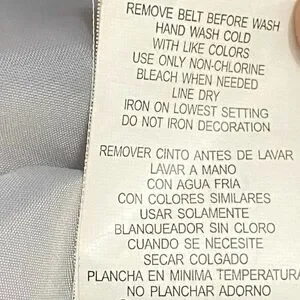 REMOVE BELT BEFORE WASH
HAND WASH COLD
WITH LIKE COLORS
USE ONLY NON-CHLORINE
BLEACH WHEN NEEDED
LINE DRY
IRON ON LOWEST SETTING
DO NOT IRON DECORATION
REMOVER CINTO ANTES DE LAVAR
LAVAR A MANO
CON AGUA FRIA
CON COLORES SIMILARES
USAR SOLAMENTE
BLANQUEADOR SIN CLORO
CUANDO SE NECESITE
SECAR COLGADO
PLANCHA EN MINIMA TEMPERATURA
NO PLANCHAR ADORNO